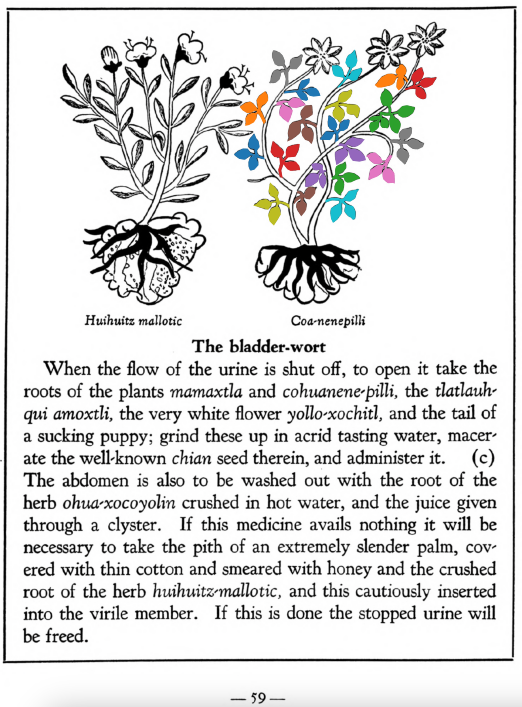 Huihuitz mallotic
Coa-nenepilli
The bladder-wort
When the flow of the urine is shut off, to open it take the
roots of the plants mamaxtla and cohuanene-pilli, the tlatlauh-
qui amoxtli, the very white flower yollo-xochitl, and the tail of
a sucking puppy; grind these up in acrid tasting water, macer-
ate the well-known chian seed therein, and administer it. (c)
The abdomen is also to be washed out with the root of the
herb ohua-xocoyolin crushed in hot water, and the juice given
through a clyster. If this medicine avails nothing it will be
necessary to take the pith of an extremely slender palm, cov-
ered with thin cotton and smeared with honey and the crushed
root of the herb huihuitz-mallotic, and this cautiously inserted
into the virile member. If this is done the stopped urine will
be freed.
— 59 —